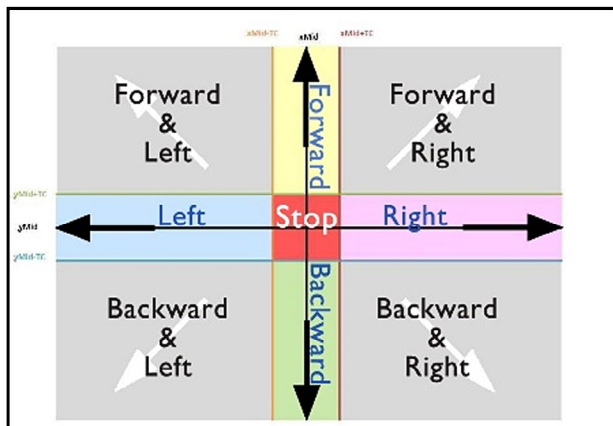 xMid-TC xMid xMid+TC
Forward
&
Left
Forward
Forward
&
Right
yMid+TC
yMid
Left
Stop
Right
yMid-TC
Backward
&
Left
Backward
Backward
&
Right